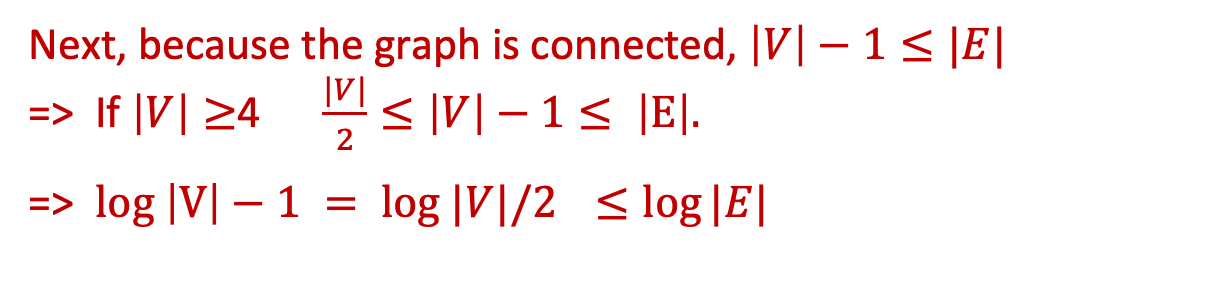 Next, because the graph is connected, |V| − 1 ≤ |E|
=> If |V| ≥4 |V|/2 ≤ |V| − 1 ≤ |E|.
=> log |V| − 1 = log |V|/2 ≤ log |E|